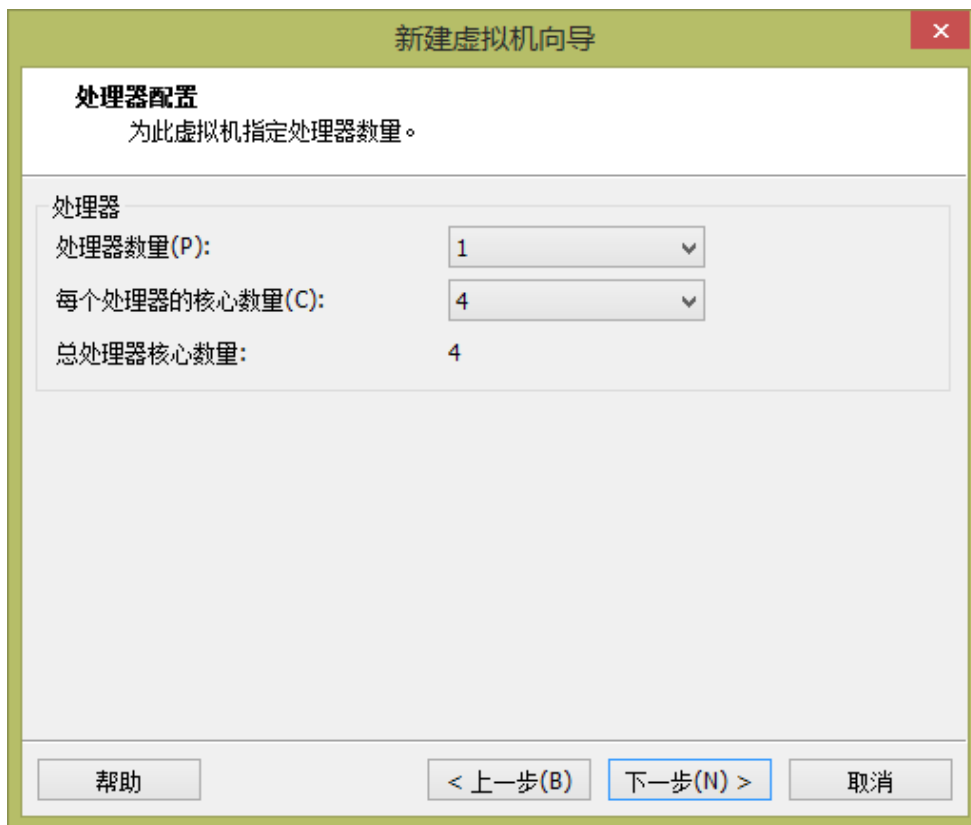 新建虚拟机向导
处理器配置
为此虚拟机指定处理器数量。
处理器
处理器数量(P): 1
每个处理器的核心数量(C): 4
总处理器核心数量: 4
帮助 < 上一步(B) 下一步(N) > 取消